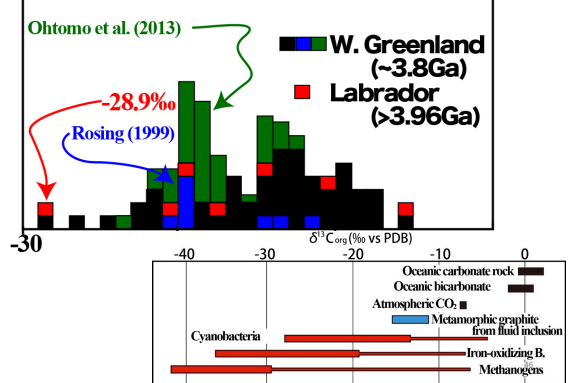 Ohtomo et al. (2013)
W. Greenland
(~3.8Ga)
-28.9‰
Labrador
(>3.96Ga)
Rosing (1999)
-30
δ¹³Corg (‰ vs PDB)
-40 -30 -20 -10 0
Oceanic carbonate rock
Oceanic bicarbonate
Atmospheric CO₂
Metamorphic graphite
from fluid inclusion
Cyanobacteria
Iron-oxidizing B.
Methanogens